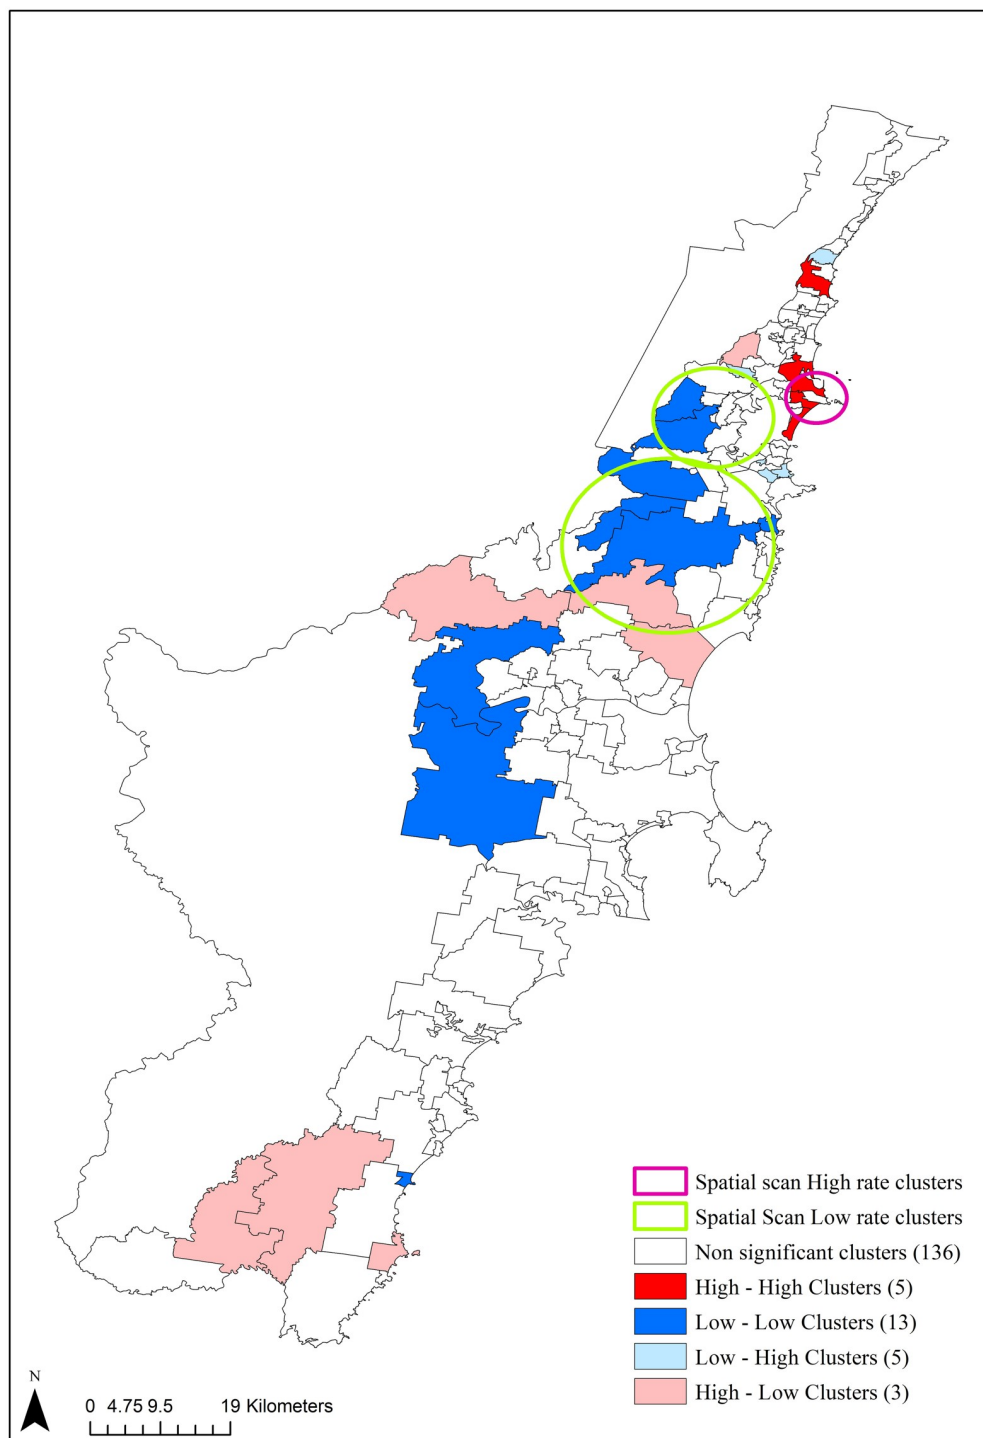 Spatial scan High rate clusters
Spatial Scan Low rate clusters
Non significant clusters (136)
High - High Clusters (5)
Low - Low Clusters (13)
Low - High Clusters (5)
High - Low Clusters (3)
N
0 4.75 9.5 19 Kilometers